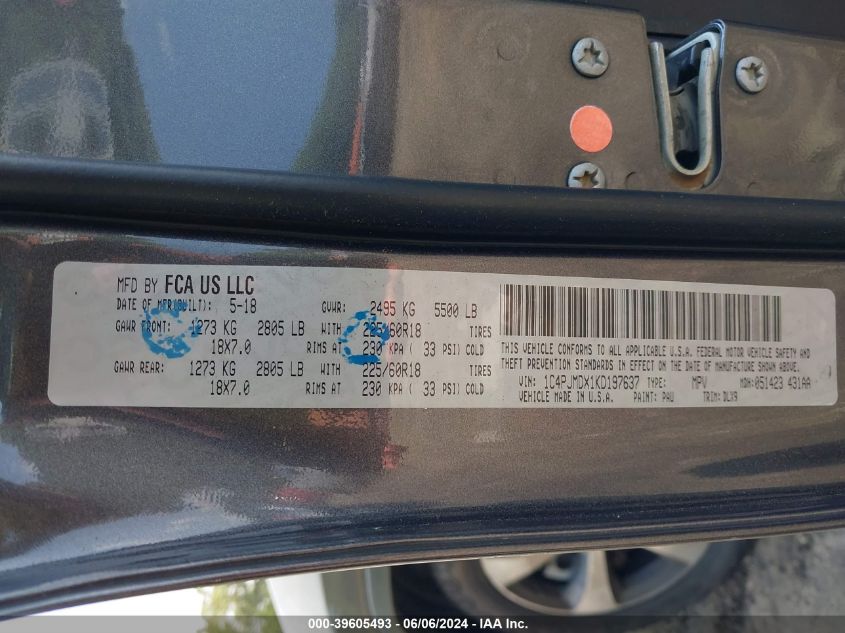 MFD BY FCA US LLC
DATE OF MFR(BUILT): 5-18 GVWR: 2495 KG 5500 LB
GAWR FRONT: 1273 KG 2805 LB WITH 225/60R18 TIRES
18X7.0 RIMS AT 230 KPA ( 33 PSI) COLD
GAWR REAR: 1273 KG 2805 LB WITH 225/60R18 TIRES
18X7.0 RIMS AT 230 KPA ( 33 PSI) COLD
THIS VEHICLE CONFORMS TO ALL APPLICABLE U.S.A. FEDERAL MOTOR VEHICLE SAFETY AND
THEFT PREVENTION STANDARDS IN EFFECT ON THE DATE OF MANUFACTURE SHOWN ABOVE.
VIN: 1C4PJMDX1KD197637 TYPE: MPV MDH: 051423 431AA
VEHICLE MADE IN U.S.A. PAINT: PAU TRIM: DLX9
000-39605493 - 06/06/2024 - IAA Inc.